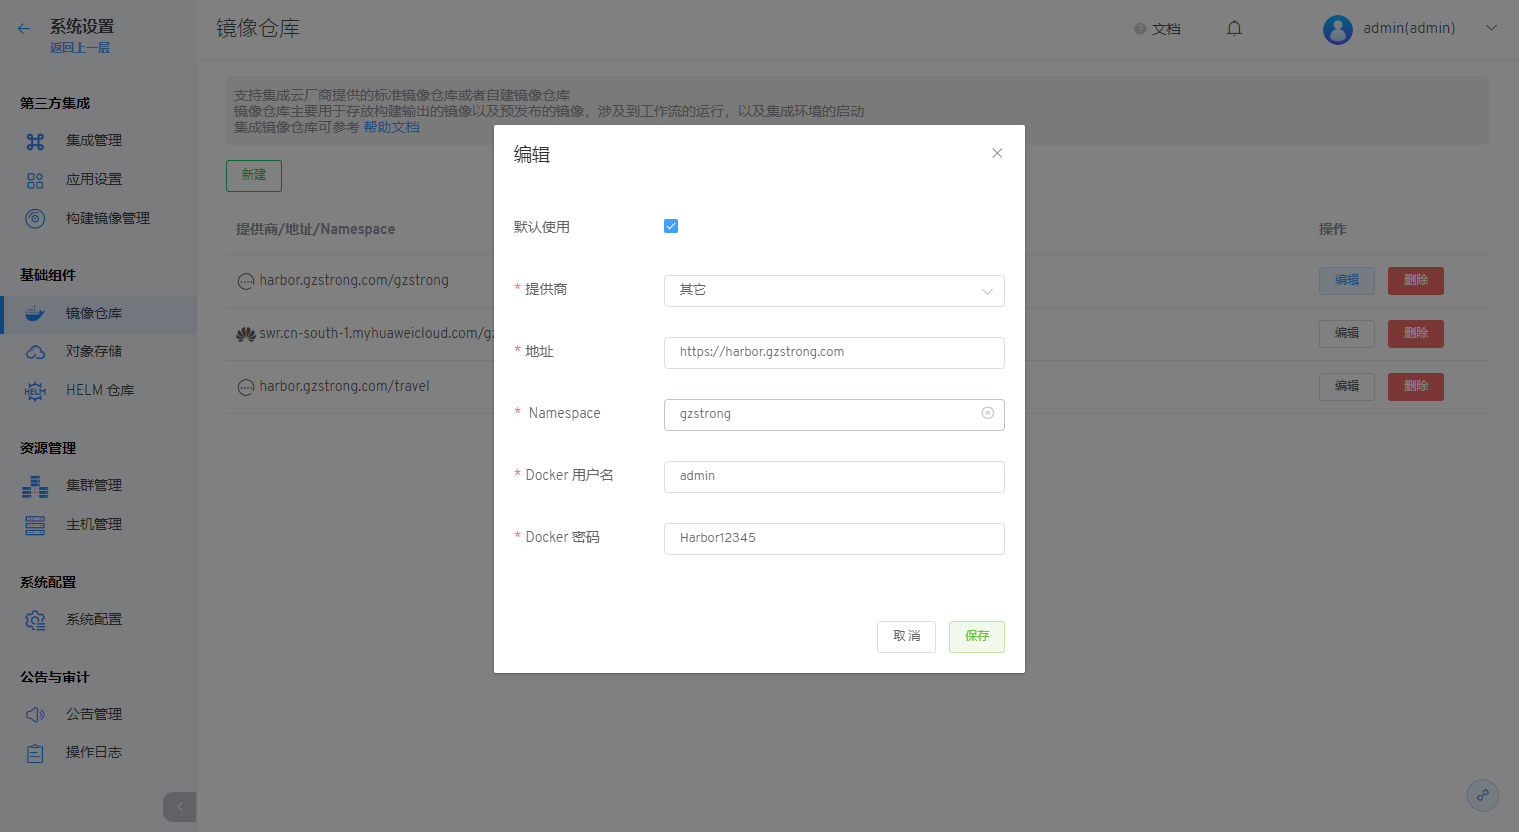 系统设置
返回上一层
镜像仓库
文档
admin(admin)
第三方集成
集成管理
应用设置
构建镜像管理
基础组件
镜像仓库
对象存储
HELM 仓库
资源管理
集群管理
主机管理
系统配置
系统配置
公告与审计
公告管理
操作日志
支持集成云厂商提供的标准镜像仓库或者自建镜像仓库
镜像仓库主要用于存放构建输出的镜像以及预发布的镜像，涉及到工作流的运行，以及集成环境的启动
集成镜像仓库可参考 帮助文档
新建
提供商/地址/Namespace
操作
harbor.gzstrong.com/gzstrong
编辑 删除
swr.cn-south-1.myhuaweicloud.com/gz
编辑 删除
harbor.gzstrong.com/travel
编辑 删除
编辑
默认使用
* 提供商 其它
* 地址 https://harbor.gzstrong.com
* Namespace gzstrong
* Docker 用户名 admin
* Docker 密码 Harbor12345
取消 保存